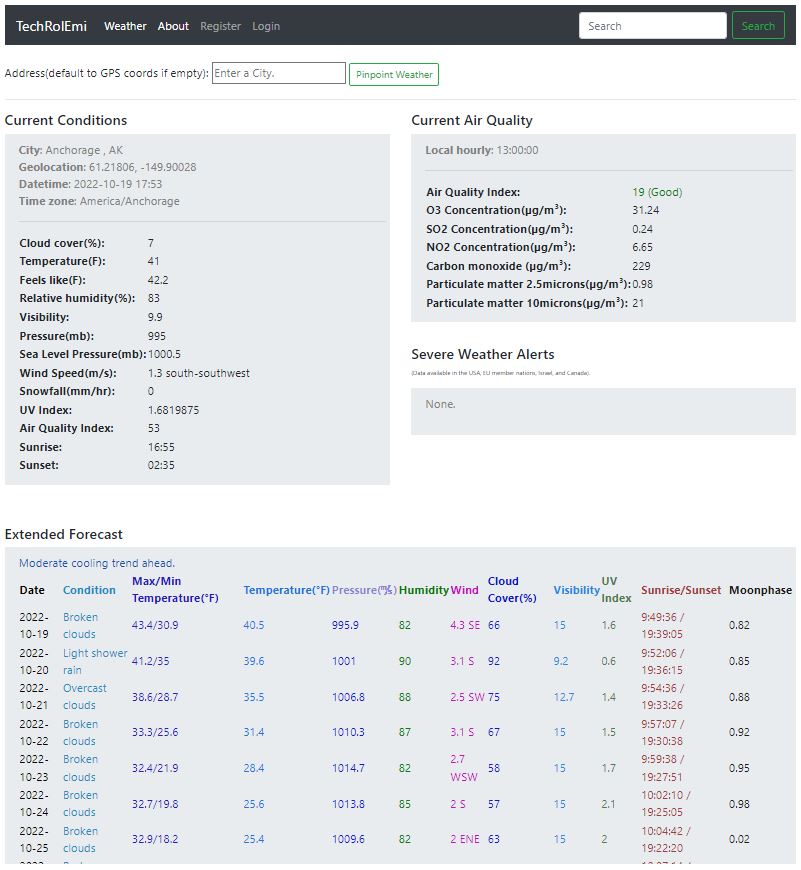 TechRolEmi Weather About Register Login Search Search
Address(default to GPS coords if empty): Enter a City. Pinpoint Weather
Current Conditions
City: Anchorage , AK
Geolocation: 61.21806, -149.90028
Datetime: 2022-10-19 17:53
Time zone: America/Anchorage
Cloud cover(%): 7
Temperature(F): 41
Feels like(F): 42.2
Relative humidity(%): 83
Visibility: 9.9
Pressure(mb): 995
Sea Level Pressure(mb): 1000.5
Wind Speed(m/s): 1.3 south-southwest
Snowfall(mm/hr): 0
UV Index: 1.6819875
Air Quality Index: 53
Sunrise: 16:55
Sunset: 02:35
Current Air Quality
Local hourly: 13:00:00
Air Quality Index: 19 (Good)
O3 Concentration(µg/m³): 31.24
SO2 Concentration(µg/m³): 0.24
NO2 Concentration(µg/m³): 6.65
Carbon monoxide (µg/m³): 229
Particulate matter 2.5microns(µg/m³): 0.98
Particulate matter 10microns(µg/m³): 21
Severe Weather Alerts
(Data available in the USA, EU member nations, Israel, and Canada).
None.
Extended Forecast
Moderate cooling trend ahead.
Date Condition Max/Min Temperature(°F) Temperature(°F) Pressure( ) Humidity Wind Cloud Cover(%) Visibility UV Index Sunrise/Sunset Moonphase
2022-10-19 Broken clouds 43.4/30.9 40.5 995.9 82 4.3 SE 66 15 1.6 9:49:36 / 19:39:05 0.82
2022-10-20 Light shower rain 41.2/35 39.6 1001 90 3.1 S 92 9.2 0.6 9:52:06 / 19:36:15 0.85
2022-10-21 Overcast clouds 38.6/28.7 35.5 1006.8 88 2.5 SW 75 12.7 1.4 9:54:36 / 19:33:26 0.88
2022-10-22 Broken clouds 33.3/25.6 31.4 1010.3 87 3.1 S 67 15 1.5 9:57:07 / 19:30:38 0.92
2022-10-23 Broken clouds 32.4/21.9 28.4 1014.7 82 2.7 WSW 58 15 1.7 9:59:38 / 19:27:51 0.95
2022-10-24 Broken clouds 32.7/19.8 25.6 1013.8 85 2 S 57 15 2.1 10:02:10 / 19:25:05 0.98
2022-10-25 Broken clouds 32.9/18.2 25.4 1009.6 82 2 ENE 63 15 2 10:04:42 / 19:22:20 0.02